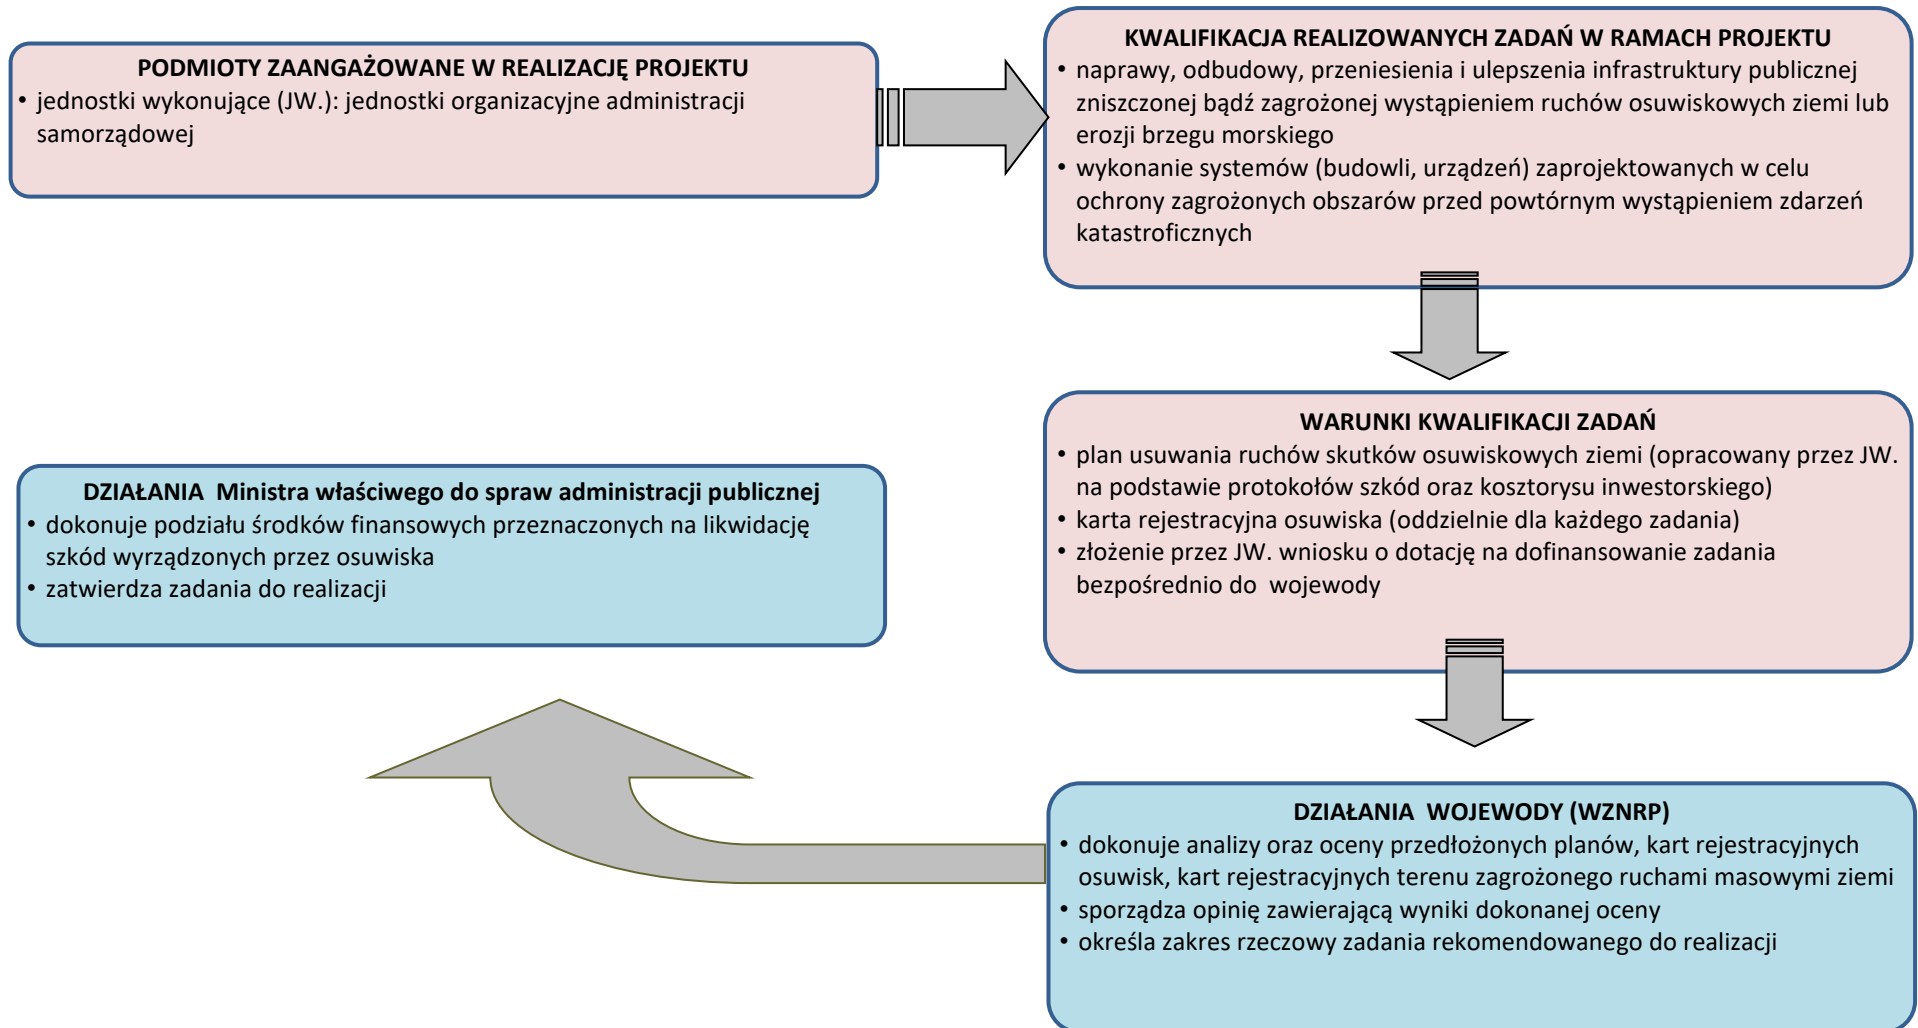 PODMIOTY ZAANGAŻOWANE W REALIZACJĘ PROJEKTU
• jednostki wykonujące (JW.): jednostki organizacyjne administracji
samorządowej
KWALIFIKACJA REALIZOWANYCH ZADAŃ W RAMACH PROJEKTU
• naprawy, odbudowy, przeniesienia i ulepszenia infrastruktury publicznej
zniszczonej bądź zagrożonej wystąpieniem ruchów osuwiskowych ziemi lub
erozji brzegu morskiego
• wykonanie systemów (budowli, urządzeń) zaprojektowanych w celu
ochrony zagrożonych obszarów przed powtórnym wystąpieniem zdarzeń
katastroficznych
WARUNKI KWALIFIKACJI ZADAŃ
• plan usuwania ruchów skutków osuwiskowych ziemi (opracowany przez JW.
na podstawie protokołów szkód oraz kosztorysu inwestorskiego)
• karta rejestracyjna osuwiska (oddzielnie dla każdego zadania)
• złożenie przez JW. wniosku o dotację na dofinansowanie zadania
bezpośrednio do wojewody
DZIAŁANIA WOJEWODY (WZNRP)
• dokonuje analizy oraz oceny przedłożonych planów, kart rejestracyjnych
osuwisk, kart rejestracyjnych terenu zagrożonego ruchami masowymi ziemi
• sporządza opinię zawierającą wyniki dokonanej oceny
• określa zakres rzeczowy zadania rekomendowanego do realizacji
DZIAŁANIA Ministra właściwego do spraw administracji publicznej
• dokonuje podziału środków finansowych przeznaczonych na likwidację
szkód wyrządzonych przez osuwiska
• zatwierdza zadania do realizacji